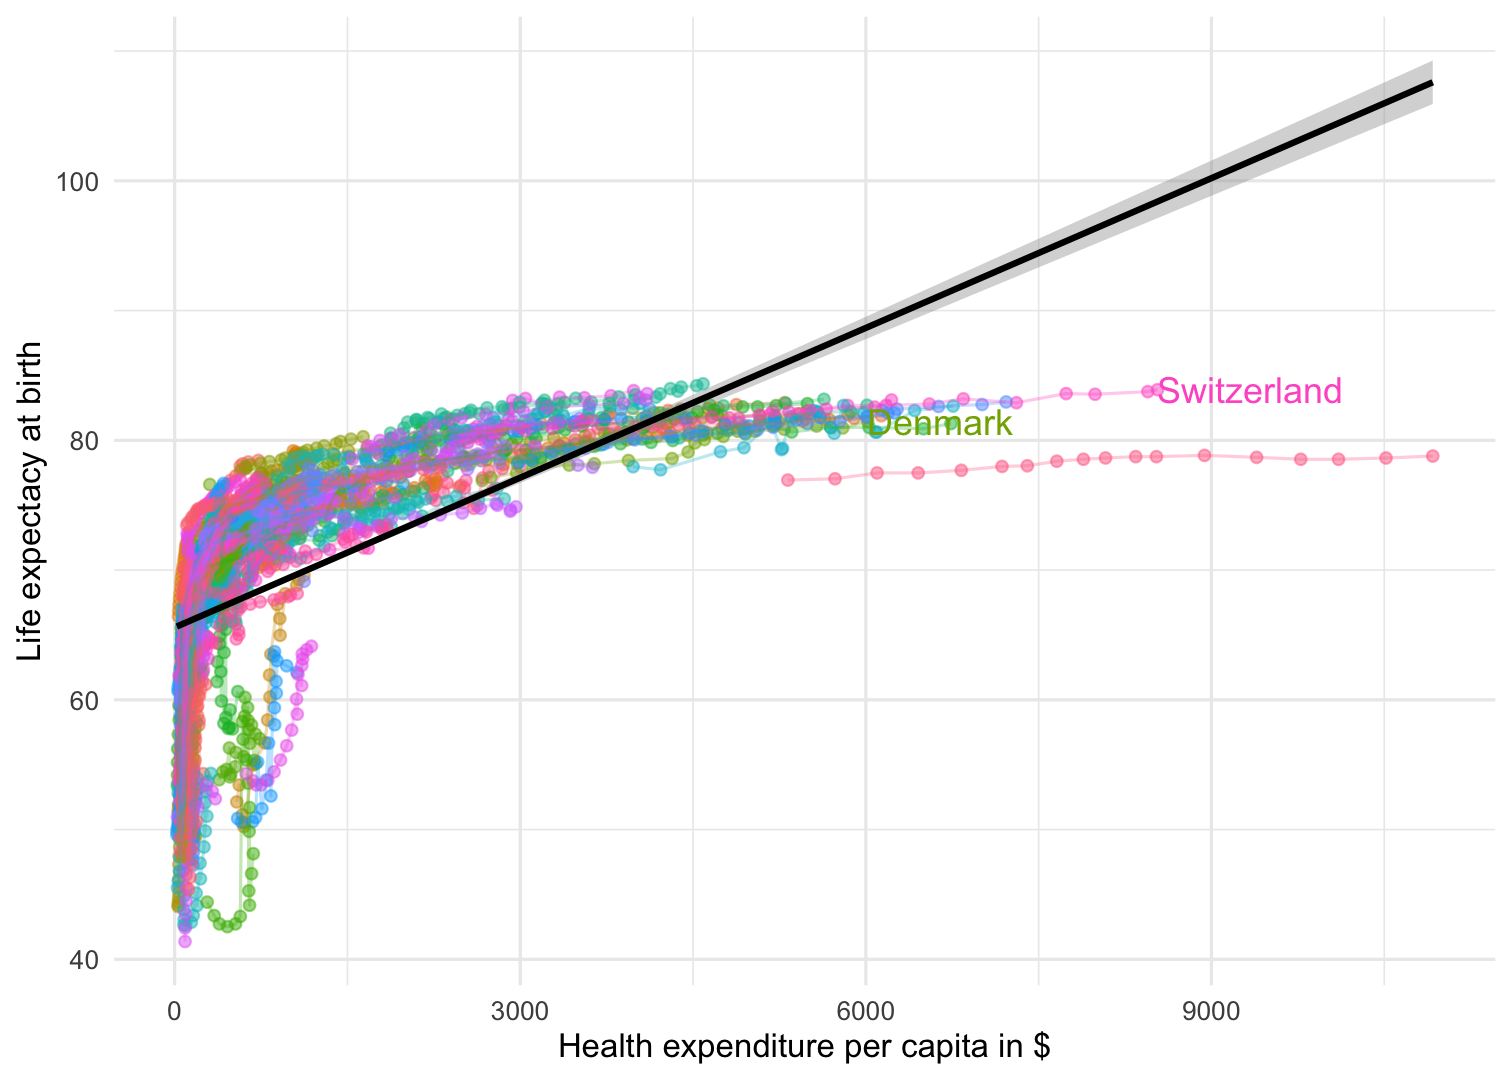 100
80
60
40
Life expectacy at birth
Switzerland
Denmark
0 3000 6000 9000
Health expenditure per capita in $